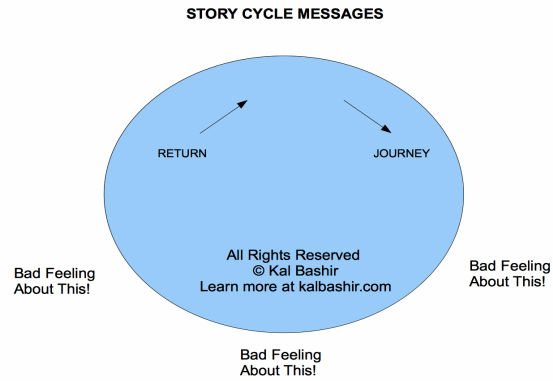 STORY CYCLE MESSAGES
RETURN
JOURNEY
All Rights Reserved
© Kal Bashir
Learn more at kalbashir.com
Bad Feeling
About This!
Bad Feeling
About This!
Bad Feeling
About This!